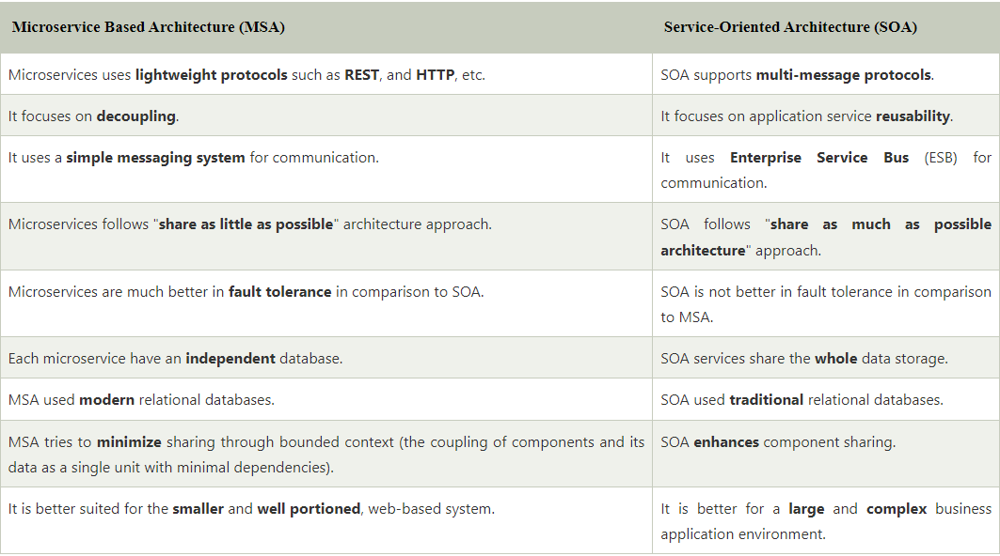 Microservice Based Architecture (MSA)
Service-Oriented Architecture (SOA)
Microservices uses lightweight protocols such as REST, and HTTP, etc.
SOA supports multi-message protocols.
It focuses on decoupling.
It focuses on application service reusability.
It uses a simple messaging system for communication.
It uses Enterprise Service Bus (ESB) for
communication.
Microservices follows "share as little as possible" architecture approach.
SOA follows "share as much as possible
architecture" approach.
Microservices are much better in fault tolerance in comparison to SOA.
SOA is not better in fault tolerance in comparison
to MSA.
Each microservice have an independent database.
SOA services share the whole data storage.
MSA used modern relational databases.
SOA used traditional relational databases.
MSA tries to minimize sharing through bounded context (the coupling of components and its
data as a single unit with minimal dependencies).
SOA enhances component sharing.
It is better suited for the smaller and well portioned, web-based system.
It is better for a large and complex business
application environment.